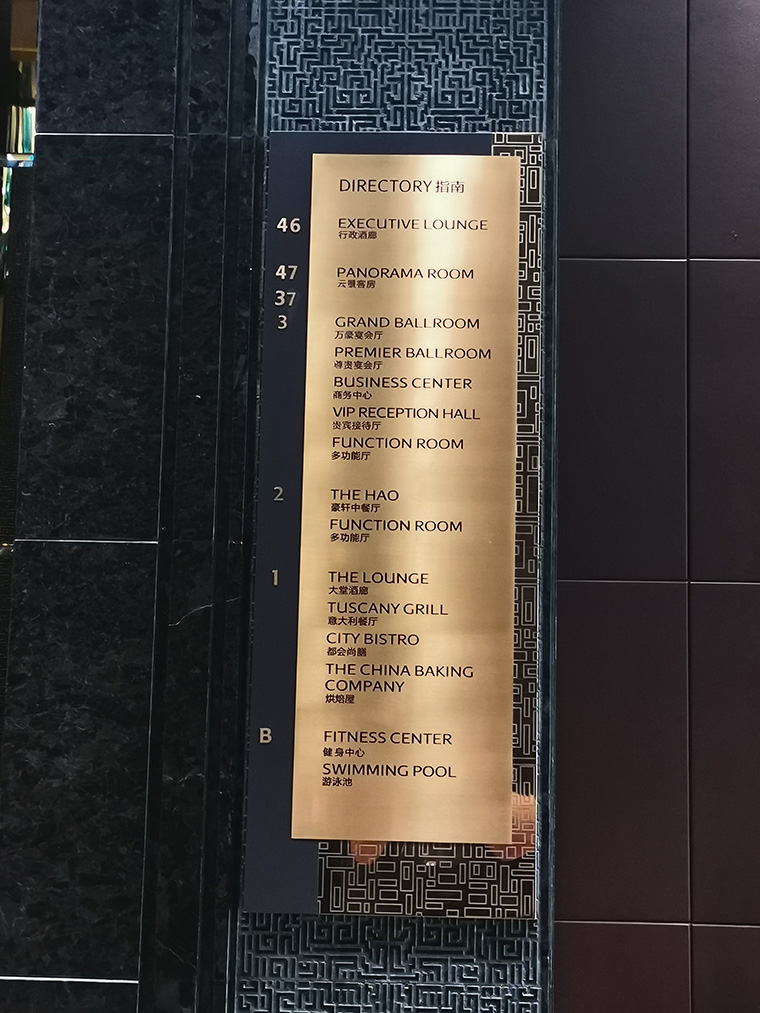 DIRECTORY 指南
46 EXECUTIVE LOUNGE
行政酒廊
47 PANORAMA ROOM
云景客房
37
3 GRAND BALLROOM
万豪宴会厅
PREMIER BALLROOM
尊贵宴会厅
BUSINESS CENTER
商务中心
VIP RECEPTION HALL
贵宾接待厅
FUNCTION ROOM
多功能厅
2 THE HAO
豪轩中餐厅
FUNCTION ROOM
多功能厅
1 THE LOUNGE
大堂酒廊
TUSCANY GRILL
意大利餐厅
CITY BISTRO
都会尚膳
THE CHINA BAKING
COMPANY
烘焙屋
B FITNESS CENTER
健身中心
SWIMMING POOL
游泳池